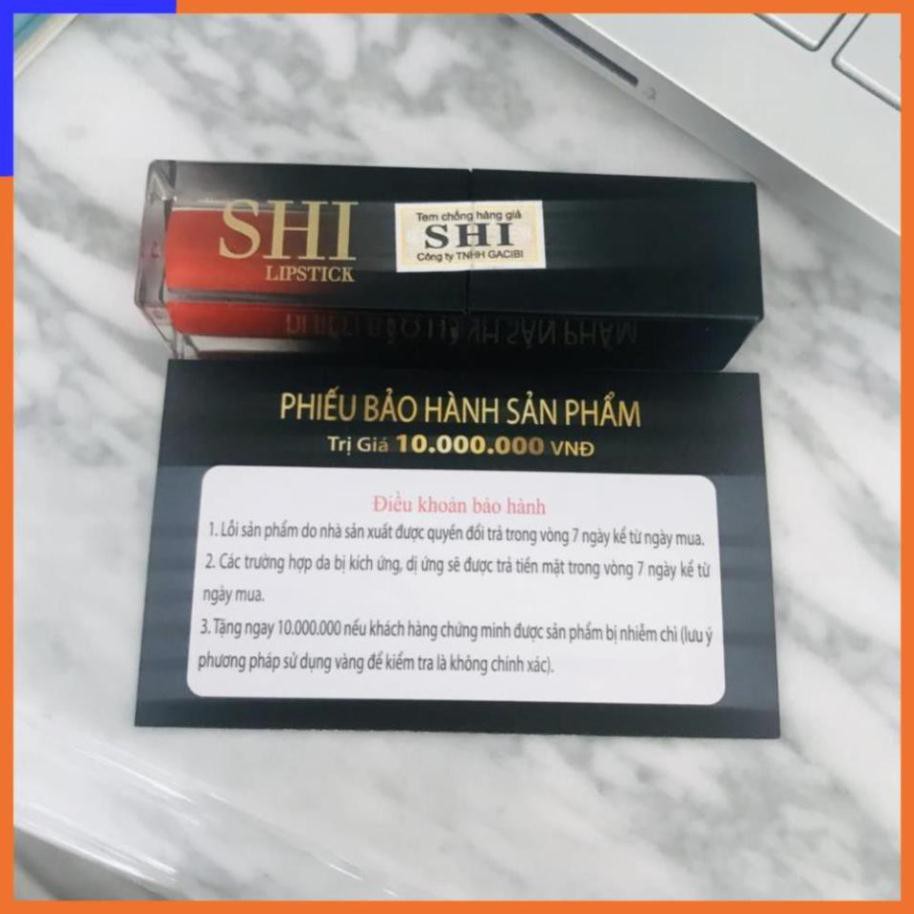 SHI
LIPSTICK
Tem chống hàng giả
SHI
Công ty TNHH GACIBI
PHIẾU BẢO HÀNH SẢN PHẨM
PHIẾU BẢO HÀNH SẢN PHẨM
Trị Giá 10.000.000 VNĐ
Điều khoản bảo hành
1. Lỗi sản phẩm do nhà sản xuất được quyền đổi trả trong vòng 7 ngày kể từ ngày mua.
2. Các trường hợp da bị kích ứng, dị ứng sẽ được trả tiền mặt trong vòng 7 ngày kể từ
ngày mua.
3. Tặng ngay 10.000.000 nếu khách hàng chứng minh được sản phẩm bị nhiễm chì (lưu ý
phương pháp sử dụng vàng để kiểm tra là không chính xác).